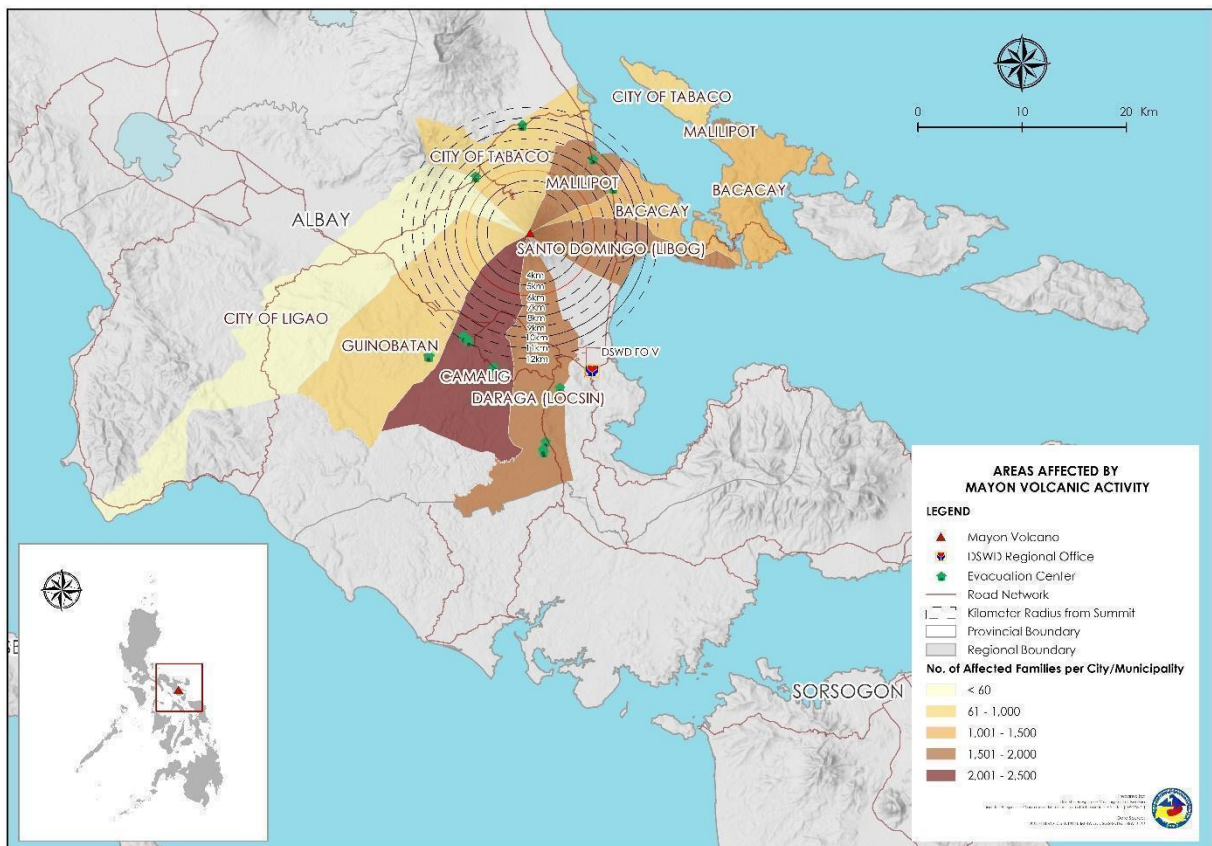 CITY OF TABACO
0 10 20 Km
MALILIPOT
CITY OF TABACO
MALILIPOT
BACACAY
BACACAY
ALBAY
SANTO DOMINGO (LIBOG)
4km
5km
6km
7km
8km
9km
10km
11km
12km
CITY OF LIGAO
GUINOBATAN
DSWD FO V
CAMALIG
DARAGA (LOCSIN)
SORSOGON
AREAS AFFECTED BY
MAYON VOLCANIC ACTIVITY
LEGEND
Mayon Volcano
DSWD Regional Office
Evacuation Center
Road Network
Kilometer Radius from Summit
Provincial Boundary
Regional Boundary
No. of Affected Families per City/Municipality
< 60
61 - 1,000
1,001 - 1,500
1,501 - 2,000
2,001 - 2,500